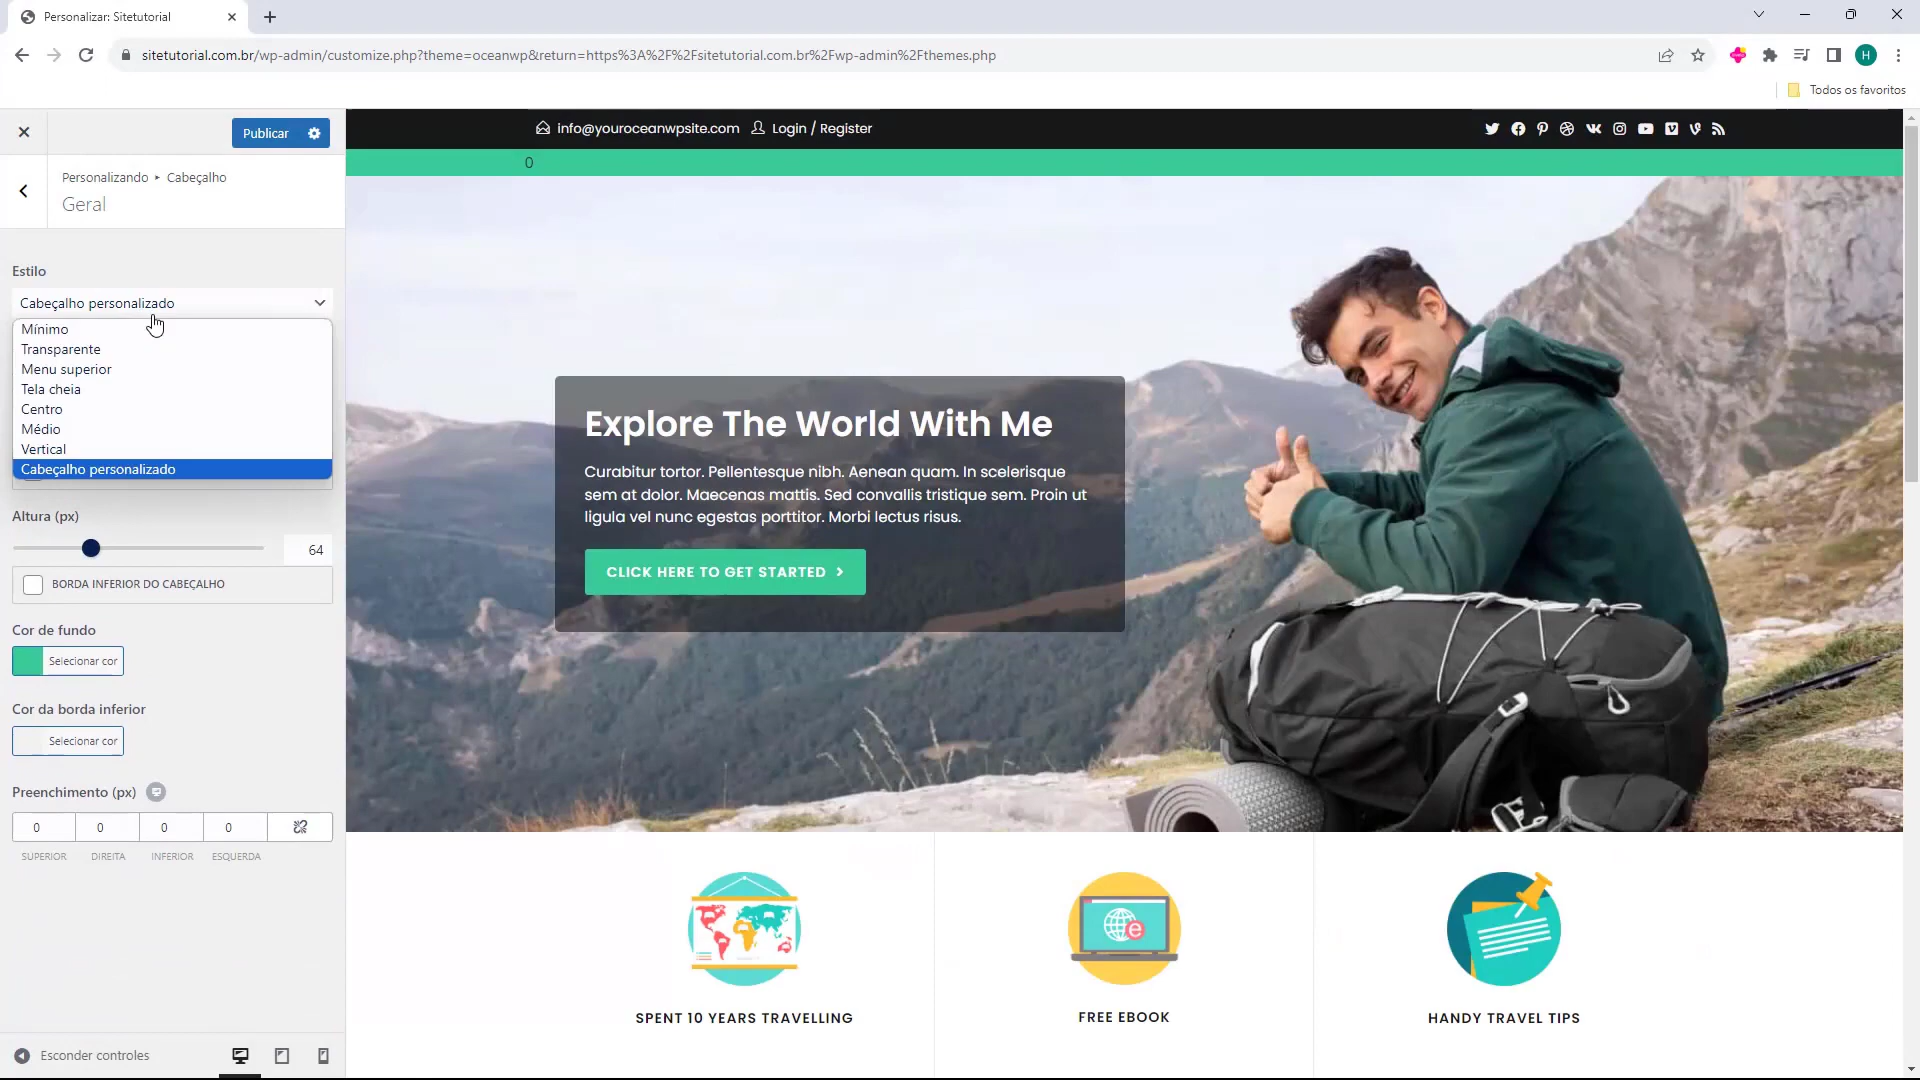 Personalizar: Sitetutorial
sitetutorial.com.br/wp-admin/customize.php?theme=oceanwp&return=https%3A%2F%2Fsitetutorial.com.br%2Fwp-admin%2Fthemes.php
H
Todos os favoritos
Publicar
Personalizando ▸ Cabeçalho
Geral
Estilo
Cabeçalho personalizado
Mínimo
Transparente
Menu superior
Tela cheia
Centro
Médio
Vertical
Cabeçalho personalizado
Altura (px)
64
BORDA INFERIOR DO CABEÇALHO
Cor de fundo
Selecionar cor
Cor da borda inferior
Selecionar cor
Preenchimento (px)
0 0 0 0
SUPERIOR DIREITA INFERIOR ESQUERDA
Esconder controles
info@youroceanwpsite.com Login / Register
0
Explore The World With Me
Curabitur tortor. Pellentesque nibh. Aenean quam. In scelerisque
sem at dolor. Maecenas mattis. Sed convallis tristique sem. Proin ut
ligula vel nunc egestas porttitor. Morbi lectus risus.
CLICK HERE TO GET STARTED
e
SPENT 10 YEARS TRAVELLING
FREE EBOOK
HANDY TRAVEL TIPS